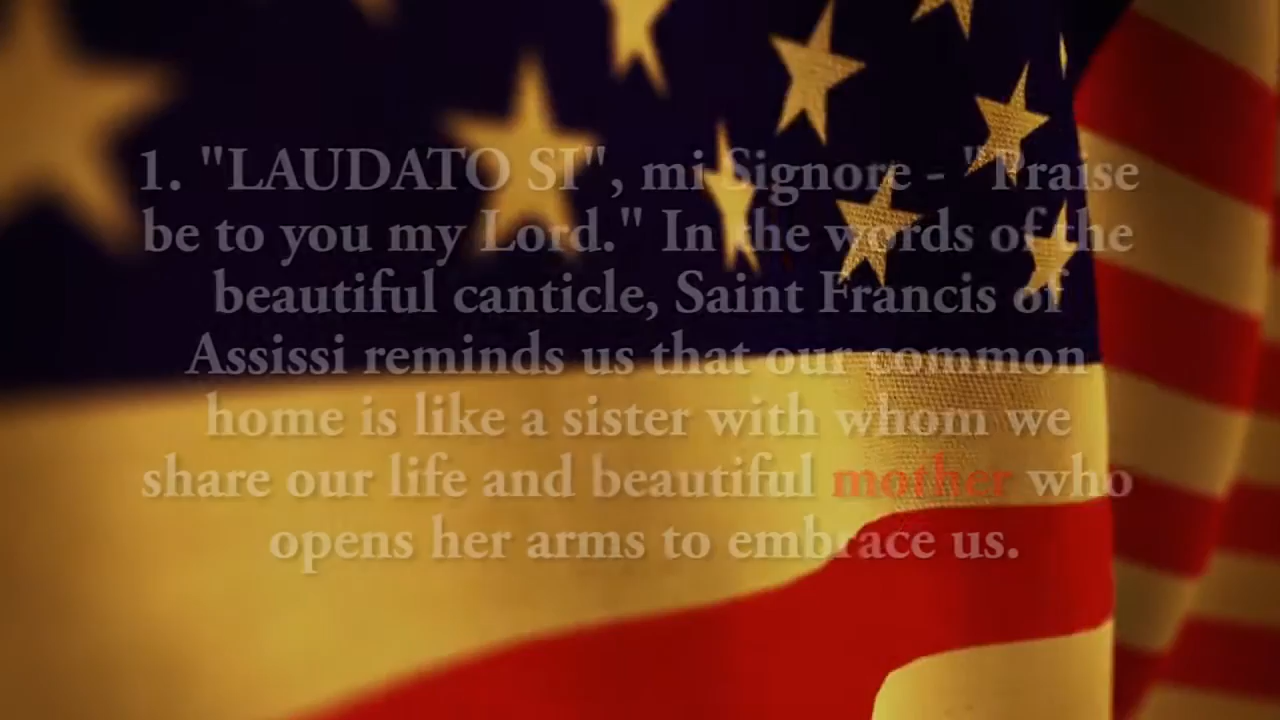 1. "LAUDATO SI", mi Signore - "Praise
be to you my Lord." In the words of the
beautiful canticle, Saint Francis of
Assissi reminds us that our common
home is like a sister with whom we
share our life and beautiful mother who
opens her arms to embrace us.